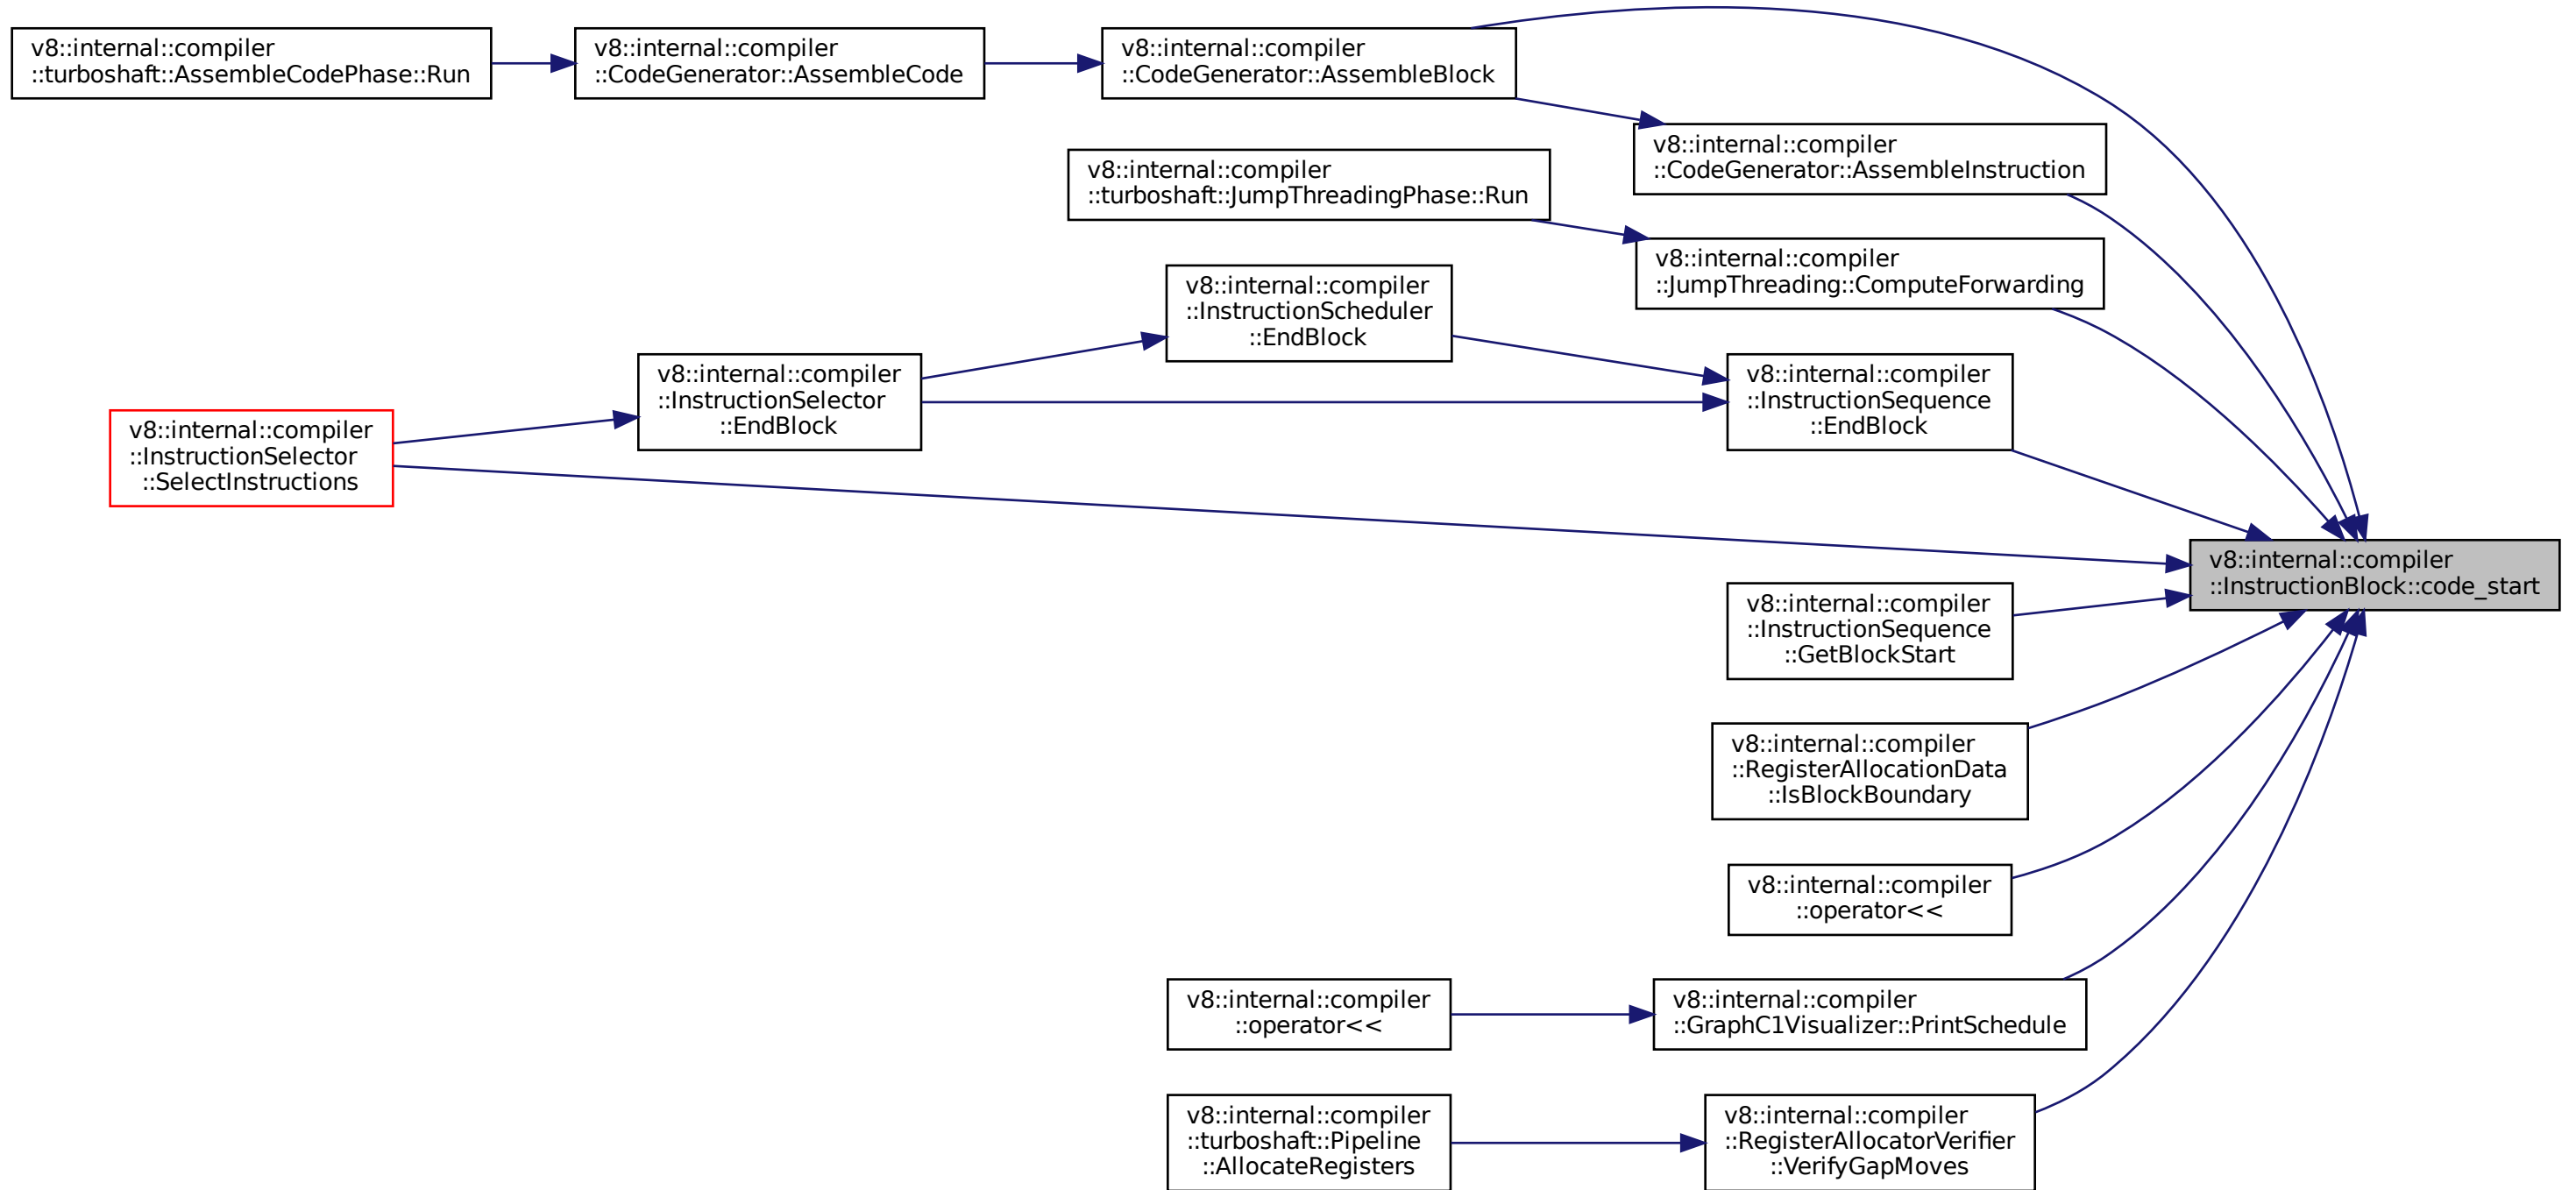 v8::internal::compiler
::turboshaft::AssembleCodePhase::Run
v8::internal::compiler
::CodeGenerator::AssembleCode
v8::internal::compiler
::CodeGenerator::AssembleBlock
v8::internal::compiler
::CodeGenerator::AssembleInstruction
v8::internal::compiler
::turboshaft::JumpThreadingPhase::Run
v8::internal::compiler
::JumpThreading::ComputeForwarding
v8::internal::compiler
::InstructionScheduler
::EndBlock
v8::internal::compiler
::InstructionSelector
::EndBlock
v8::internal::compiler
::InstructionSequence
::EndBlock
v8::internal::compiler
::InstructionSelector
::SelectInstructions
v8::internal::compiler
::InstructionBlock::code_start
v8::internal::compiler
::InstructionSequence
::GetBlockStart
v8::internal::compiler
::RegisterAllocationData
::IsBlockBoundary
v8::internal::compiler
::operator<<
v8::internal::compiler
::operator<<
v8::internal::compiler
::GraphC1Visualizer::PrintSchedule
v8::internal::compiler
::turboshaft::Pipeline
::AllocateRegisters
v8::internal::compiler
::RegisterAllocatorVerifier
::VerifyGapMoves